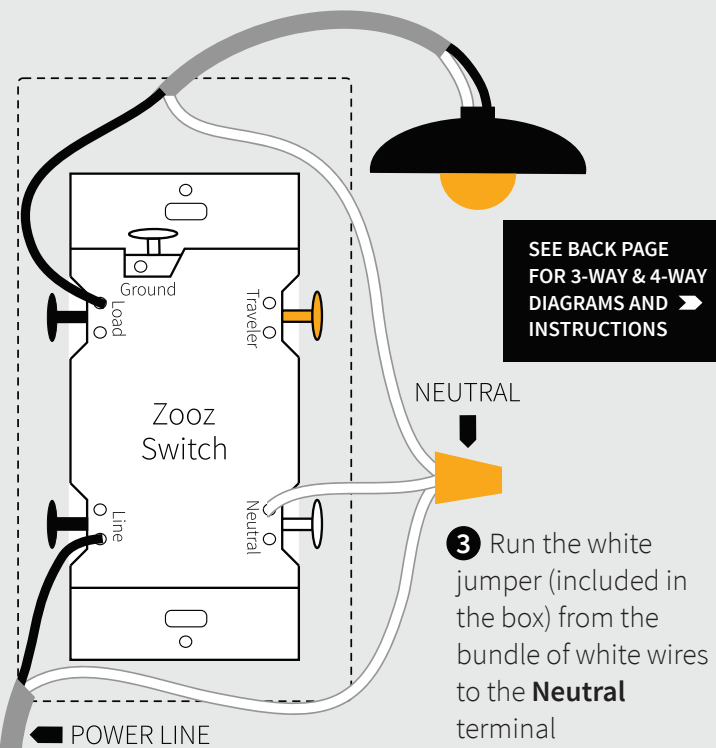 Ground
Load
Traveler
SEE BACK PAGE
FOR 3-WAY & 4-WAY
DIAGRAMS AND
INSTRUCTIONS
Zooz
Switch
NEUTRAL
Line
Neutral
3 Run the white
jumper (included in
the box) from the
bundle of white wires
to the Neutral
terminal
POWER LINE